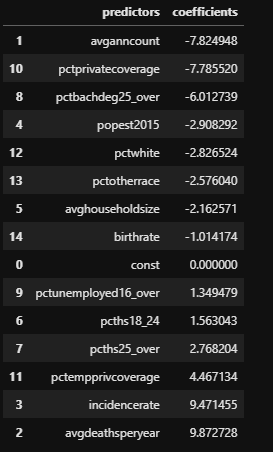 predictors coefficients
1 avganncount -7.824948
10 pctprivatecoverage -7.785520
8 pctbachdeg25_over -6.012739
4 popest2015 -2.908292
12 pctwhite -2.826524
13 pctotherrace -2.576040
5 avghouseholdsize -2.162571
14 birthrate -1.014174
0 const 0.000000
9 pctunemployed16_over 1.349479
6 pcths18_24 1.563043
7 pcths25_over 2.768204
11 pctempprivcoverage 4.467134
3 incidencerate 9.471455
2 avgdeathsperyear 9.872728